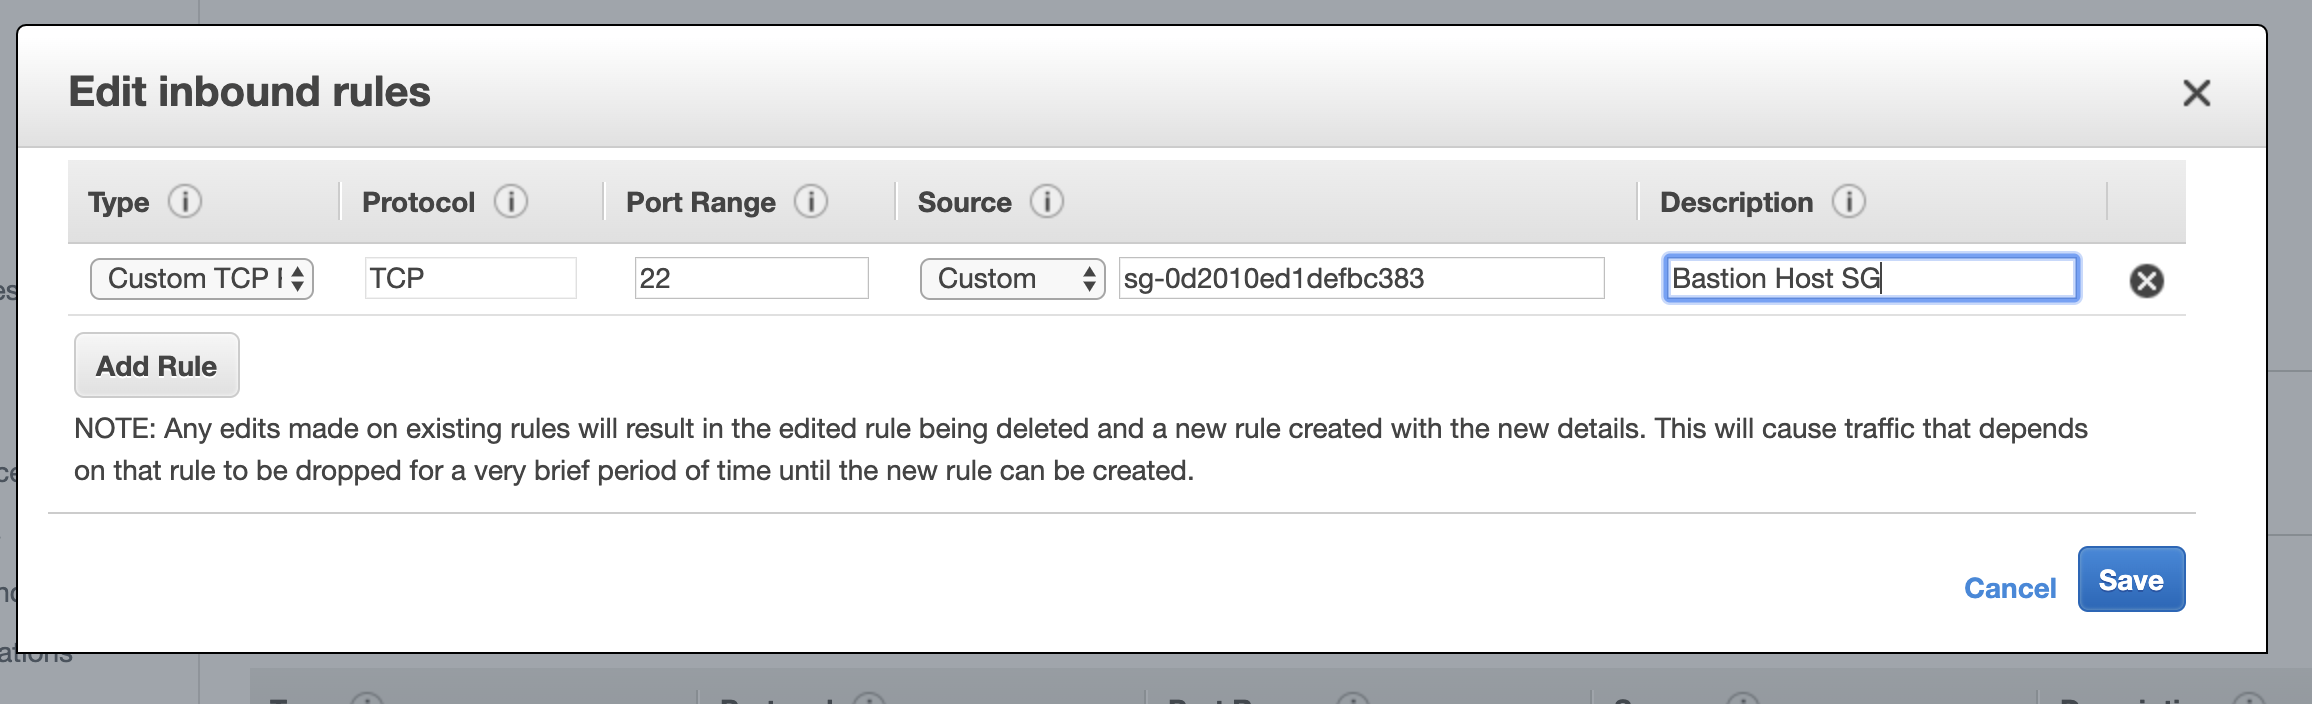 Edit inbound rules
Type Protocol Port Range Source Description
Custom TCP TCP 22 Custom sg-0d2010ed1defbc383 Bastion Host SG
Add Rule
NOTE: Any edits made on existing rules will result in the edited rule being deleted and a new rule created with the new details. This will cause traffic that depends
on that rule to be dropped for a very brief period of time until the new rule can be created.
Cancel Save
ations